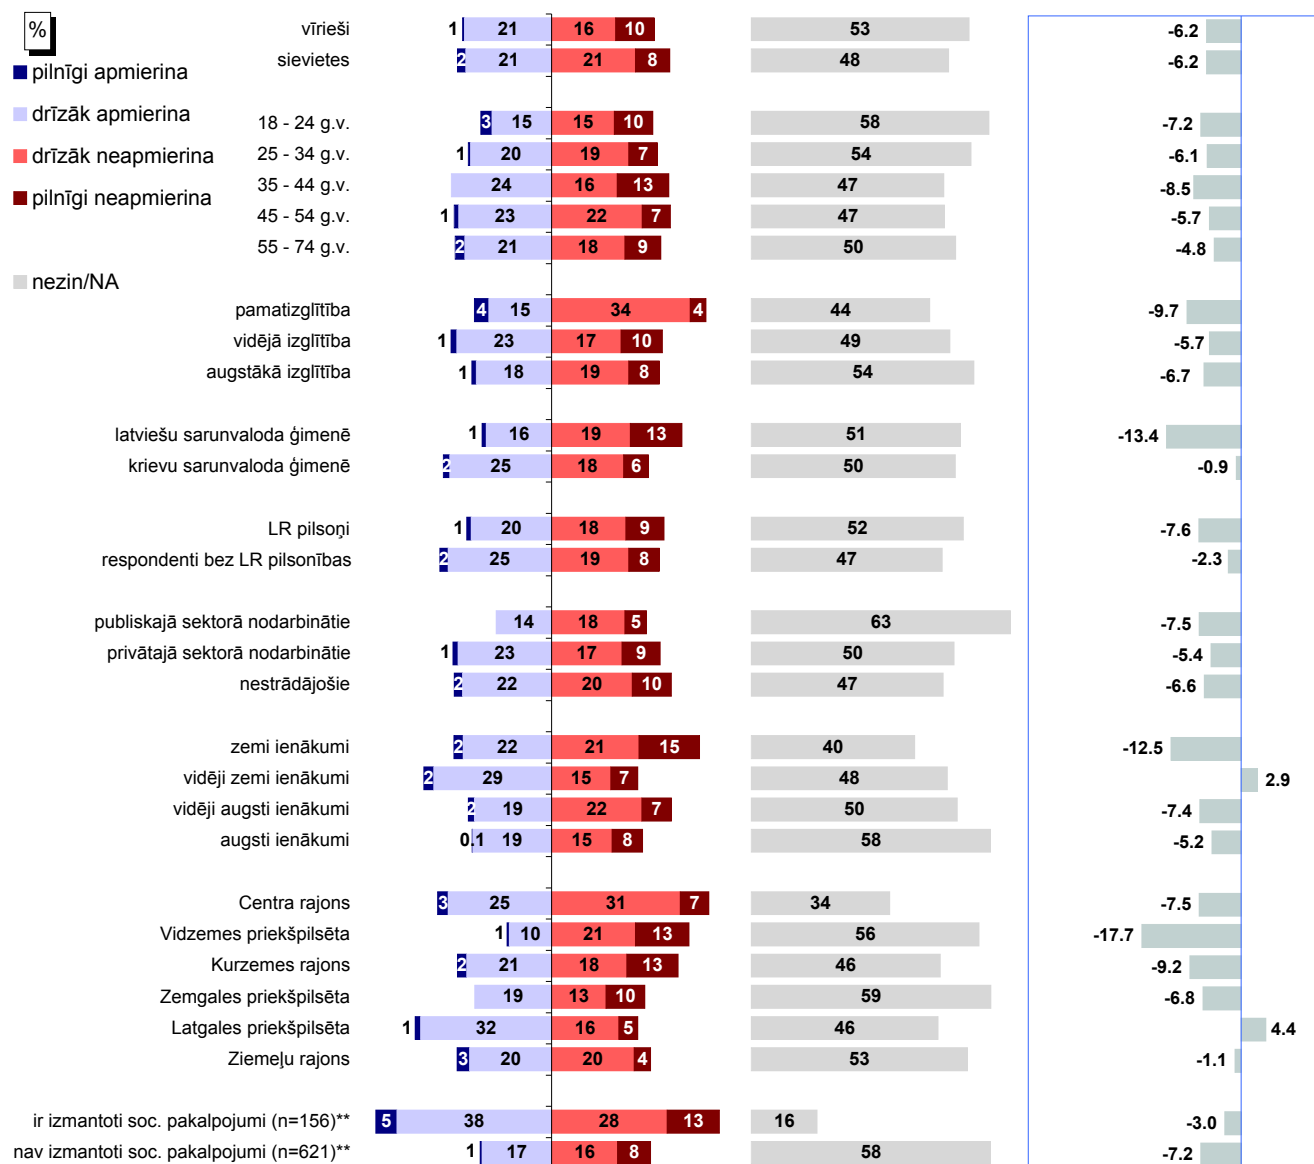 %
pilnīgi apmierina
drīzāk apmierina
drīzāk neapmierina
pilnīgi neapmierina
nezin/NA
vīrieši 1 21 16 10 53 -6.2
sievietes 2 21 21 8 48 -6.2
18 - 24 g.v. 3 15 15 10 58 -7.2
25 - 34 g.v. 1 20 19 7 54 -6.1
35 - 44 g.v. 24 16 13 47 -8.5
45 - 54 g.v. 1 23 22 7 47 -5.7
55 - 74 g.v. 2 21 18 9 50 -4.8
pamatizglītība 4 15 34 4 44 -9.7
vidējā izglītība 1 23 17 10 49 -5.7
augstākā izglītība 1 18 19 8 54 -6.7
latviešu sarunvaloda ģimenē 1 16 19 13 51 -13.4
krievu sarunvaloda ģimenē 2 25 18 6 50 -0.9
LR pilsoņi 1 20 18 9 52 -7.6
respondenti bez LR pilsonības 2 25 19 8 47 -2.3
publiskajā sektorā nodarbinātie 14 18 5 63 -7.5
privātajā sektorā nodarbinātie 1 23 17 9 50 -5.4
nestrādājošie 2 22 20 10 47 -6.6
zemi ienākumi 2 22 21 15 40 -12.5
vidēji zemi ienākumi 2 29 15 7 48 2.9
vidēji augsti ienākumi 2 19 22 7 50 -7.4
augsti ienākumi 0.1 19 15 8 58 -5.2
Centra rajons 3 25 31 7 34 -7.5
Vidzemes priekšpilsēta 1 10 21 13 56 -17.7
Kurzemes rajons 2 21 18 13 46 -9.2
Zemgales priekšpilsēta 19 13 10 59 -6.8
Latgales priekšpilsēta 1 32 16 5 46 4.4
Ziemeļu rajons 3 20 20 4 53 -1.1
ir izmantoti soc. pakalpojumi (n=156)** 5 38 28 13 16 -3.0
nav izmantoti soc. pakalpojumi (n=621)** 1 17 16 8 58 -7.2